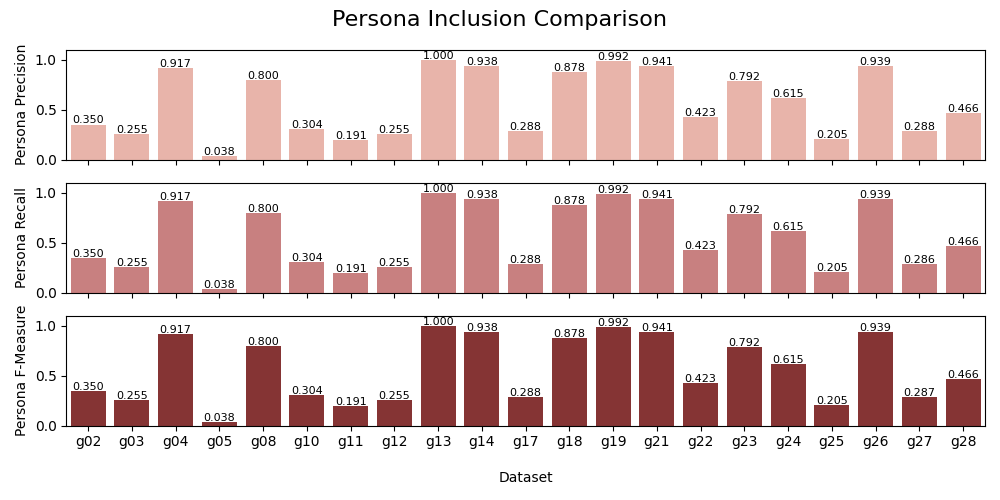 Persona Inclusion Comparison
Persona Precision
1.0
0.5
0.0
0.350 0.255 0.917 0.038 0.800 0.304 0.191 0.255 1.000 0.938 0.288 0.878 0.992 0.941 0.423 0.792 0.615 0.205 0.939 0.288 0.466
Persona Recall
1.0
0.5
0.0
0.350 0.255 0.917 0.038 0.800 0.304 0.191 0.255 1.000 0.938 0.288 0.878 0.992 0.941 0.423 0.792 0.615 0.205 0.939 0.286 0.466
Persona F-Measure
1.0
0.5
0.0
0.350 0.255 0.917 0.038 0.800 0.304 0.191 0.255 1.000 0.938 0.288 0.878 0.992 0.941 0.423 0.792 0.615 0.205 0.939 0.287 0.466
g02 g03 g04 g05 g08 g10 g11 g12 g13 g14 g17 g18 g19 g21 g22 g23 g24 g25 g26 g27 g28
Dataset